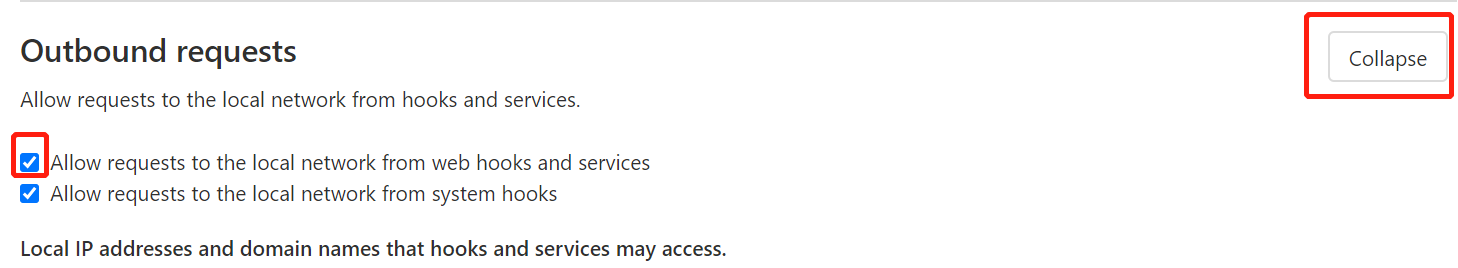 Outbound requests
Collapse
Allow requests to the local network from hooks and services.
Allow requests to the local network from web hooks and services
Allow requests to the local network from system hooks
Local IP addresses and domain names that hooks and services may access.